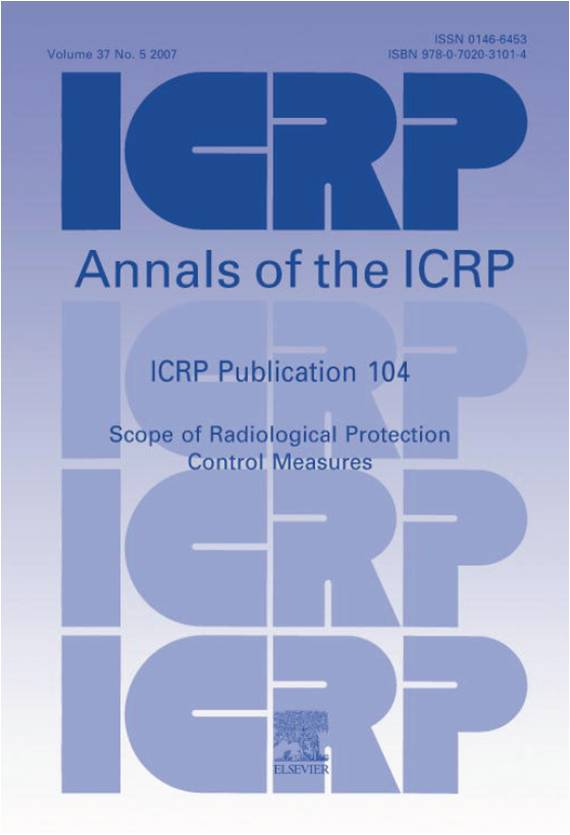 ISSN 0146-6453
Volume 37 No. 5 2007
ISBN 978-0-7020-3101-4
ICRP
Annals of the ICRP
ICRP
ICRP Publication 104
Scope of Radiological Protection
Control Measures
ICRP
ICRP
ELSEVIER